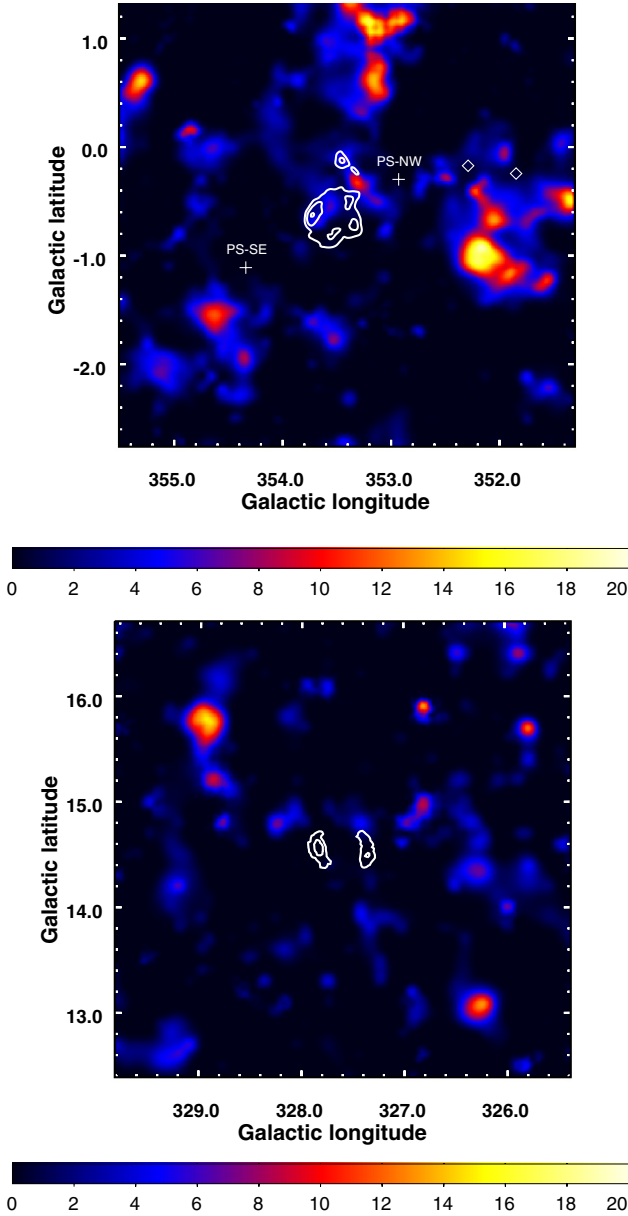 1.0
0.0
PS-NW
-1.0
PS-SE
-2.0
Galactic latitude
355.0 354.0 353.0 352.0
Galactic longitude
0 2 4 6 8 10 12 14 16 18 20
16.0
15.0
14.0
13.0
Galactic latitude
329.0 328.0 327.0 326.0
Galactic longitude
0 2 4 6 8 10 12 14 16 18 20